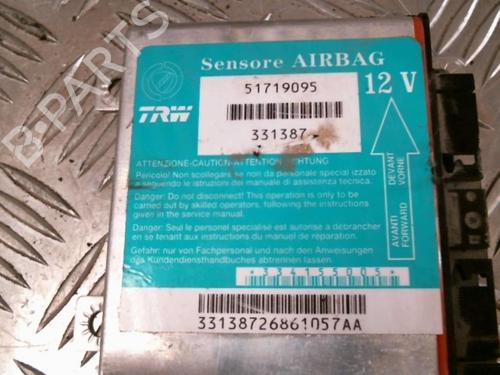 Sensore AIRBAG
51719095
12 V
TRW
331387
ATTENZIONE-CAUTION-ATTENTION-ACHTUNG
Pericolo! Non scollegare se non da personale specializzato
a seguendo le istruzioni del manuale di assistenza tecnica.
Danger: Do not disconnect! This operation is only to be
carried out by skilled operators, following the instructions
given in the service manual.
Danger: Seul le personel specialisé est autorise a débrancher
en se tenant aux instructions du manuel de réparation.
Gefahr: nur von Fachpersonal und nach den Anweisungen
des Kundendiensthandbuches abtrennen lassen.
AVANTI DEVANT
FORWARD VORNE
334155005
33138726861057AA
B-PARTS